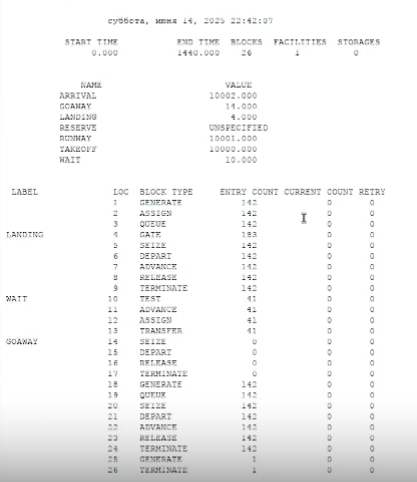 суббота, июня 14, 2025 22:42:07
START TIME END TIME BLOCKS FACILITIES STORAGES
0.000 1440.000 26 1 0
NAME VALUE
ARRIVAL 10002.000
GOAWAY 14.000
LANDING 4.000
RESERVE UNSPECIFIED
RUNWAY 10001.000
TAKEOFF 10000.000
WAIT 10.000
LABEL LOC BLOCK TYPE ENTRY COUNT CURRENT COUNT RETRY
1 GENERATE 142 0 0
2 ASSIGN 142 0 0
3 QUEUE 142 0 0
LANDING 4 GATE 183 0 0
5 SEIZE 142 0 0
6 DEPART 142 0 0
7 ADVANCE 142 0 0
8 RELEASE 142 0 0
9 TERMINATE 142 0 0
WAIT 10 TEST 41 0 0
11 ADVANCE 41 0 0
12 ASSIGN 41 0 0
13 TRANSFER 41 0 0
GOAWAY 14 SEIZE 0 0 0
15 DEPART 0 0 0
16 RELEASE 0 0 0
17 TERMINATE 0 0 0
18 GENERATE 142 0 0
19 QUEUE 142 0 0
20 SEIZE 142 0 0
21 DEPART 142 0 0
22 ADVANCE 142 0 0
23 RELEASE 142 0 0
24 TERMINATE 142 0 0
25 GENERATE 1 0 0
26 TERMINATE 1 0 0